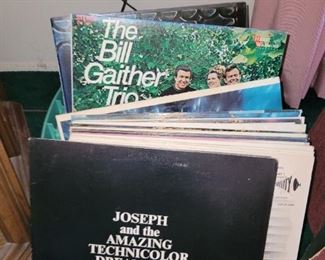 The
Bill
Gaither
Trio
JOSEPH
and the
AMAZING
TECHNICOLOR